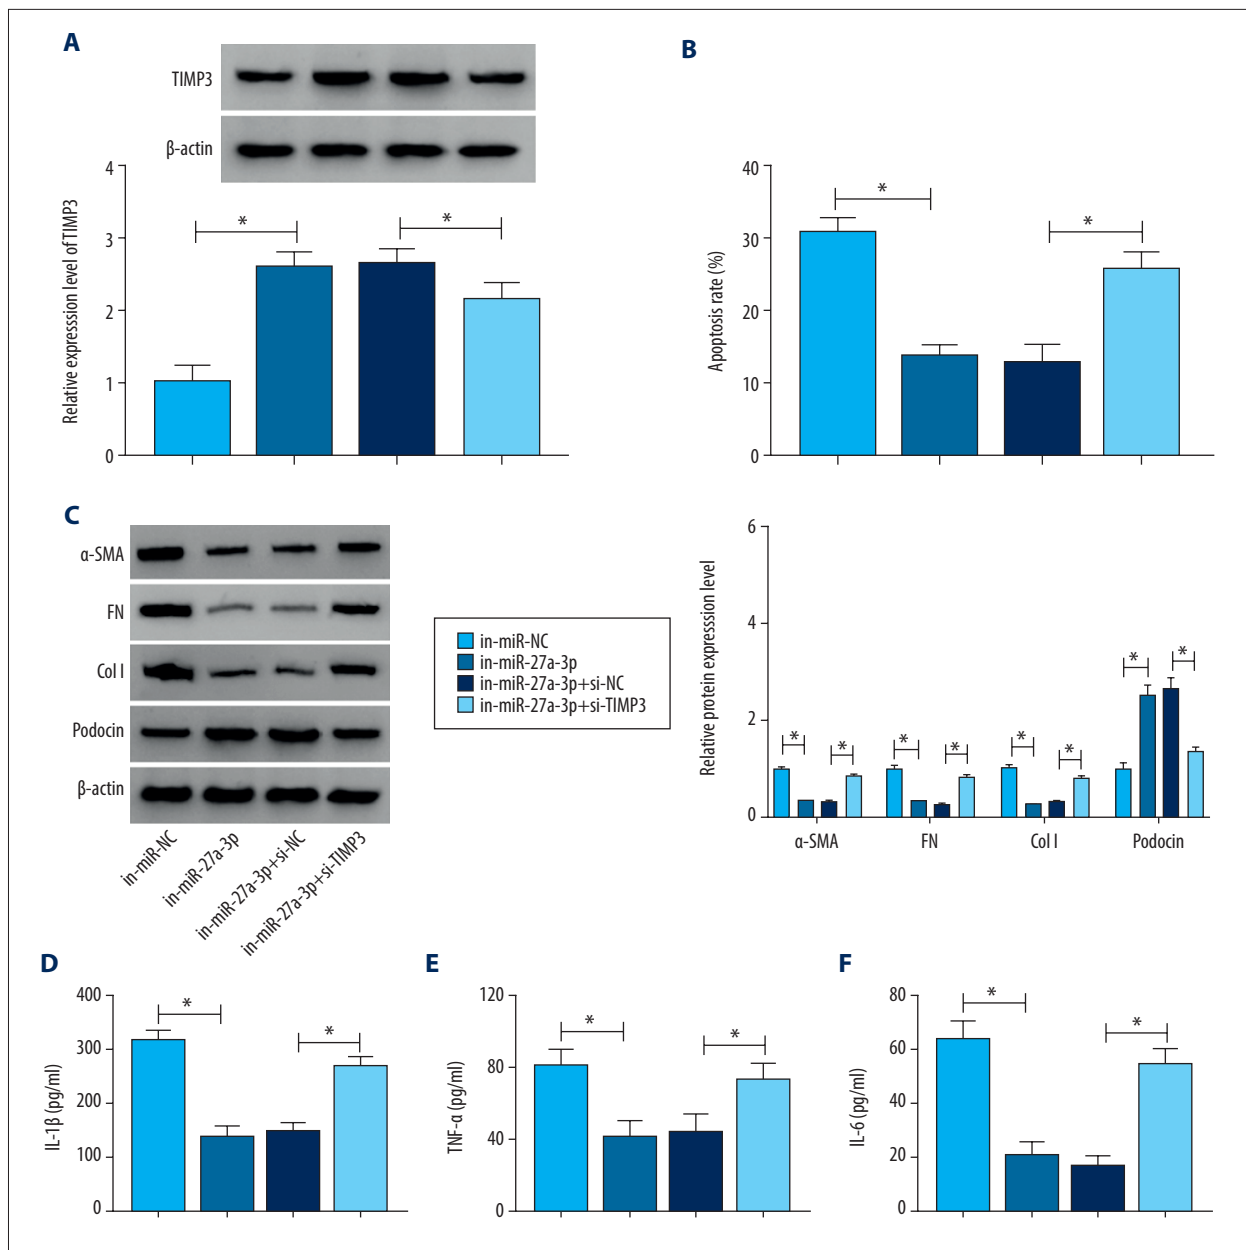 A
TIMP3
β-actin
Relative expresssion level of TIMP3
4
3
2
1
0
*
*
B
Apoptosis rate (%)
40
30
20
10
0
*
*
C
α-SMA
FN
Col I
Podocin
β-actin
in-miR-NC
in-miR-27a-3p
in-miR-27a-3p+si-NC
in-miR-27a-3p+si-TIMP3
in-miR-NC
in-miR-27a-3p
in-miR-27a-3p+si-NC
in-miR-27a-3p+si-TIMP3
Relative protein expresssion level
6
4
2
0
*
*
*
*
*
*
*
*
α-SMA
FN
Col I
Podocin
D
IL-1β (pg/ml)
400
300
200
100
0
*
*
E
TNF-α (pg/ml)
120
80
40
0
*
*
F
IL-6 (pg/ml)
80
60
40
20
0
*
*